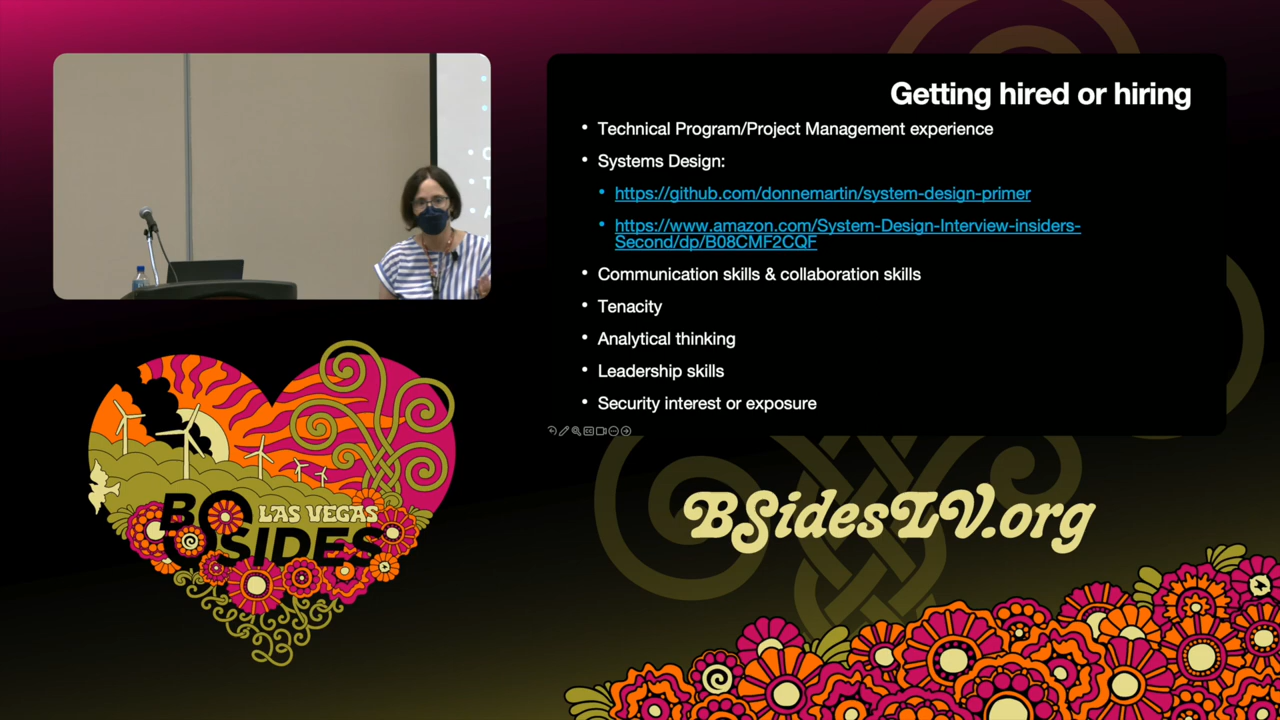 Getting hired or hiring
• Technical Program/Project Management experience
• Systems Design:
• https://github.com/donnemartin/system-design-primer
• https://www.amazon.com/System-Design-Interview-insiders-
Second/dp/B08CMF2CQF
• Communication skills & collaboration skills
• Tenacity
• Analytical thinking
• Leadership skills
• Security interest or exposure
LAS VEGAS
BSIDES
BSidesLV.org